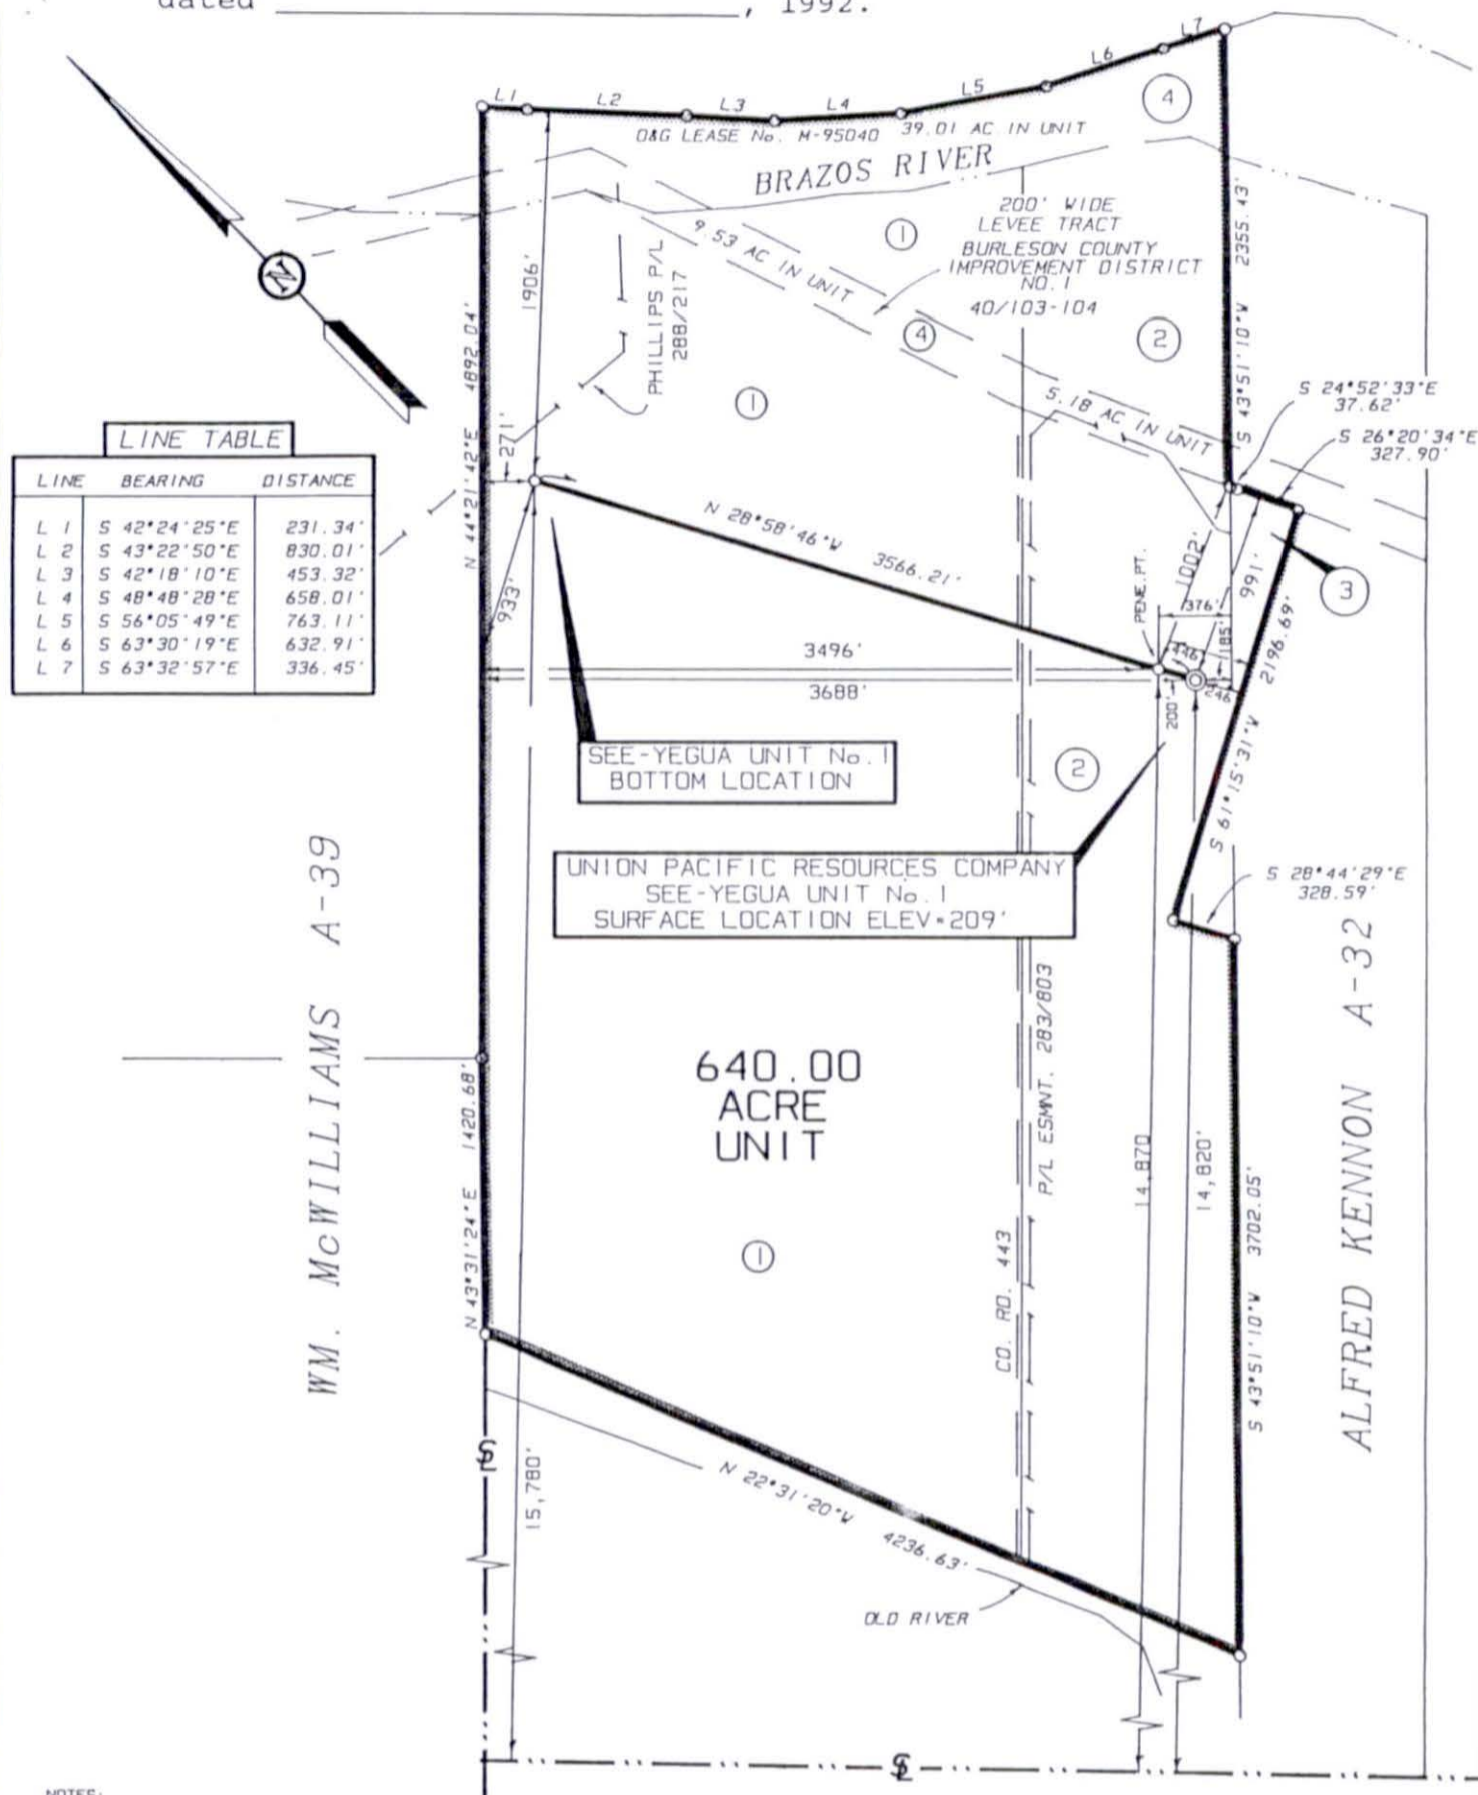 dated ____________________, 1992.
L1
L2
L3
L4
L5
L6
L7
O&G LEASE No. M-95040 39.01 AC IN UNIT
BRAZOS RIVER
4
200' WIDE
LEVEE TRACT
BURLESON COUNTY
IMPROVEMENT DISTRICT
NO. 1
40/103-104
1
9.53 AC IN UNIT
4
2
5.18 AC IN UNIT
S 43°51'10"W 2355.43'
S 24°52'33"E
37.62'
S 26°20'34"E
327.90'
N
1906'
PHILLIPS P/L
288/217
N 44°21'42"E 4892.04'
271'
1
LINE TABLE
LINE BEARING DISTANCE
L 1 S 42°24'25"E 231.34'
L 2 S 43°22'50"E 830.01'
L 3 S 42°18'10"E 453.32'
L 4 S 48°48'28"E 658.01'
L 5 S 56°05'49"E 763.11'
L 6 S 63°30'19"E 632.91'
L 7 S 63°32'57"E 336.45'
N 28°58'46"W 3566.21'
933'
PENE. PT.
1002'
991'
376'
185'
446'
246'
200'
3
2196.69'
S 61°15'31"W
3496'
3688'
SEE-YEGUA UNIT No. 1
BOTTOM LOCATION
2
UNION PACIFIC RESOURCES COMPANY
SEE-YEGUA UNIT No. 1
SURFACE LOCATION ELEV=209'
S 28°44'29"E
328.59'
WM. McWILLIAMS A-39
ALFRED KENNON A-32
640.00
ACRE
UNIT
1
P/L ESMNT. 283/803
CO. RD. 443
14,870
14,820'
S 43°51'10"W 3702.05'
N 43°31'24"E 1420.68'
15,780'
N 22°31'20"W 4236.63'
OLD RIVER
NOTES: